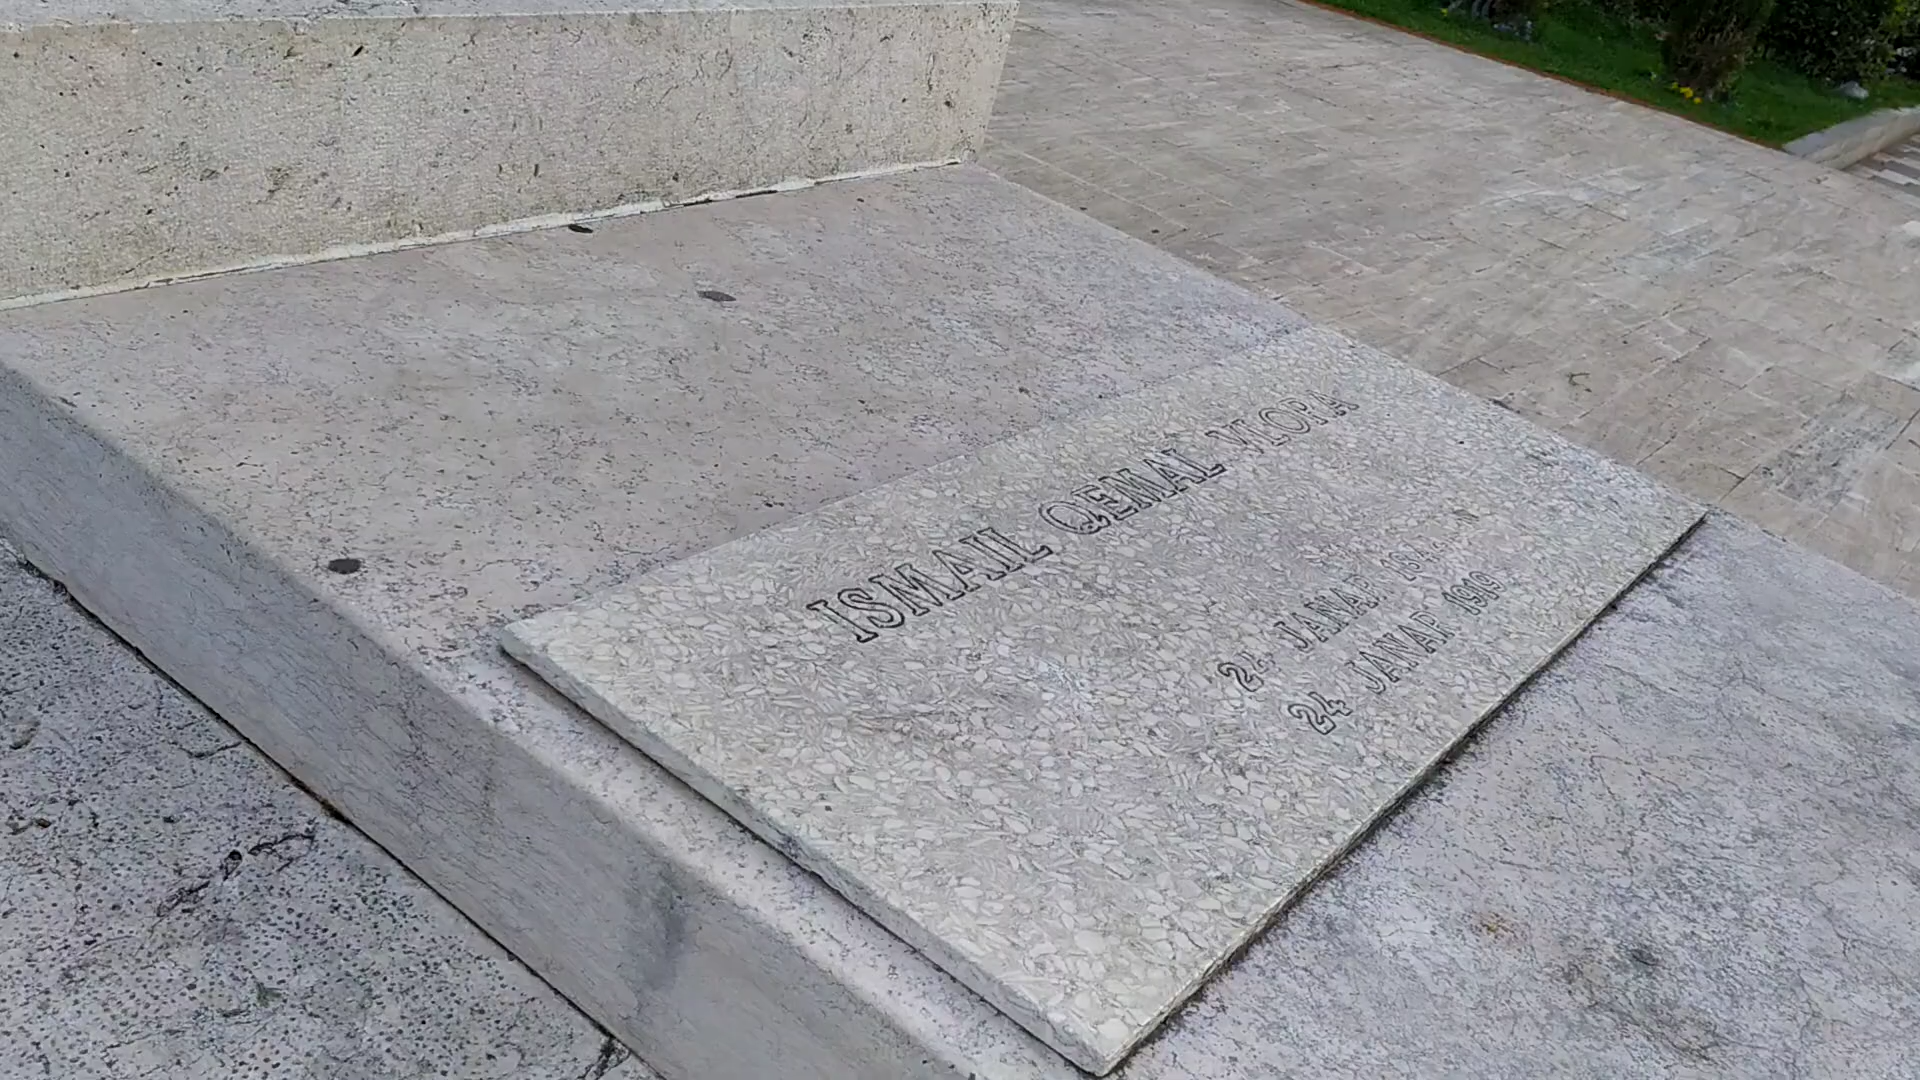 ISMAIL QEMAL VLORA
24 JANAR 1844
24 JANAR 1919